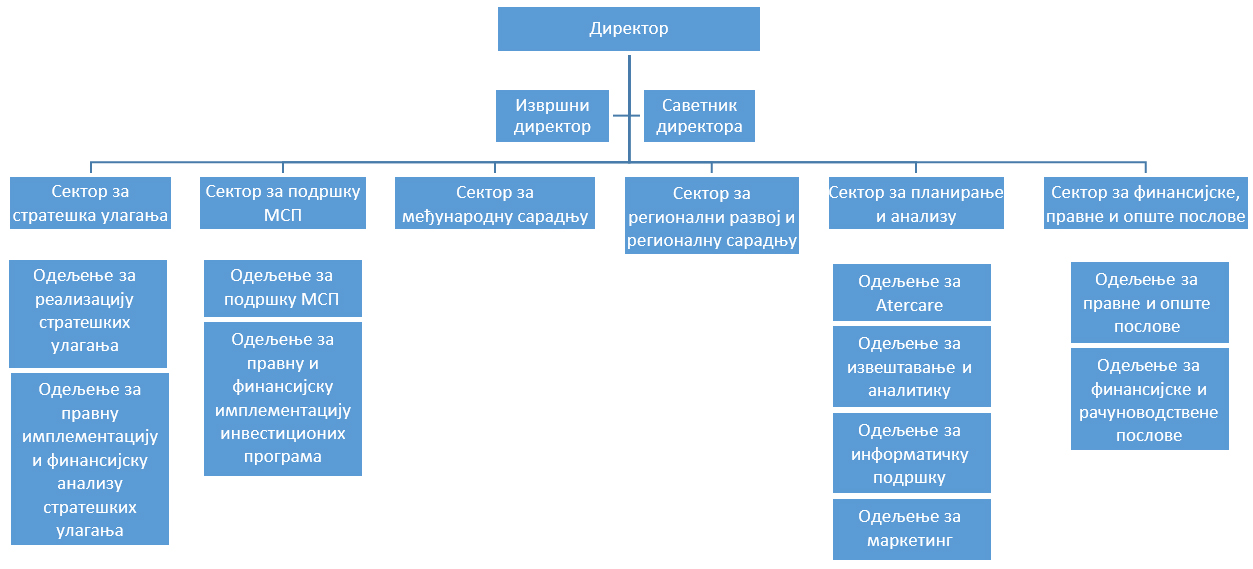 Директор
Извршни
директор
Саветник
директора
Сектор за
стратешка улагања
Сектор за подршку
МСП
Сектор за
међународну сарадњу
Сектор за
регионални развој и
регионалну сарадњу
Сектор за планирање
и анализу
Сектор за финансијске,
правне и опште послове
Одељење за
реализацију
стратешких
улагања
Одељење за
правну
имплементацију
и финансијску
анализу
стратешких
улагања
Одељење за
подршку МСП
Одељење за
правну и
финансијску
имплементацију
инвестиционих
програма
Одељење за
Atercare
Одељење за
извештавање и
аналитику
Одељење за
информатичку
подршку
Одељење за
маркетинг
Одељење за
правне и опште
послове
Одељење за
финансијске и
рачуноводствене
послове